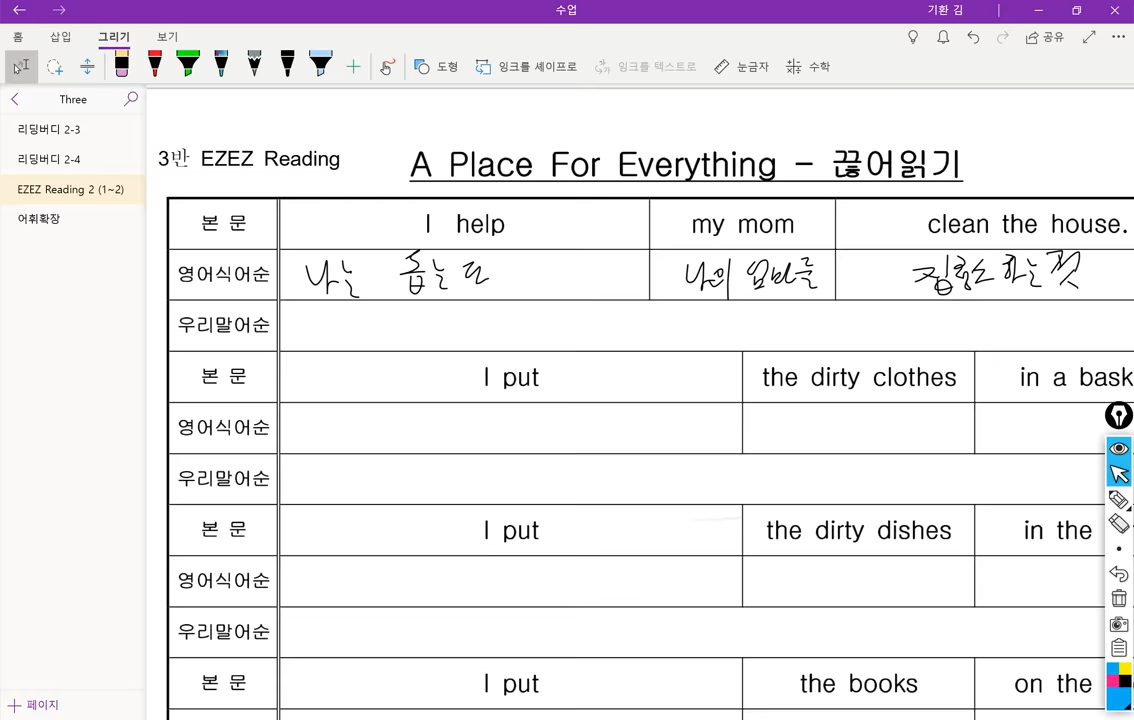 수업
기환 김
홈 삽입 그리기 보기
공유
도형 잉크를 셰이프로 잉크를 텍스트로 눈금자 수학
Three
리딩버디 2-3
리딩버디 2-4
EZEZ Reading 2 (1~2)
어휘확장
페이지
3반 EZEZ Reading
A Place For Everything - 끊어읽기
본 문 I help my mom clean the house.
영어식어순 나는 돕는다 나의 엄마를 집청소하는것
우리말어순
본 문 I put the dirty clothes in a bask
영어식어순
우리말어순
본 문 I put the dirty dishes in the
영어식어순
우리말어순
본 문 I put the books on the